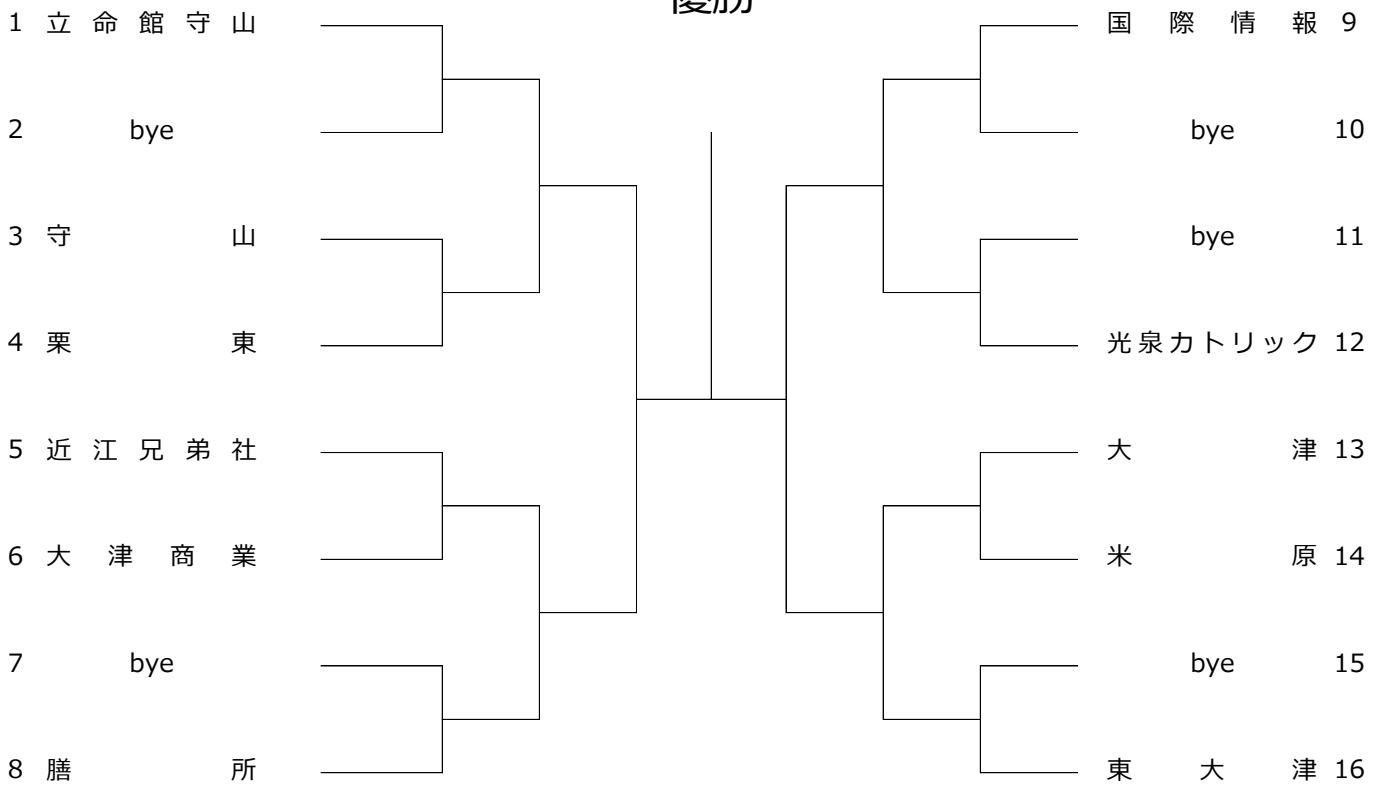 優勝
1 立命館守山
2 bye
3 守山
4 栗東
5 近江兄弟社
6 大津商業
7 bye
8 膳所
国際情報 9
bye 10
bye 11
光泉カトリック 12
大津 13
米原 14
bye 15
東大津 16